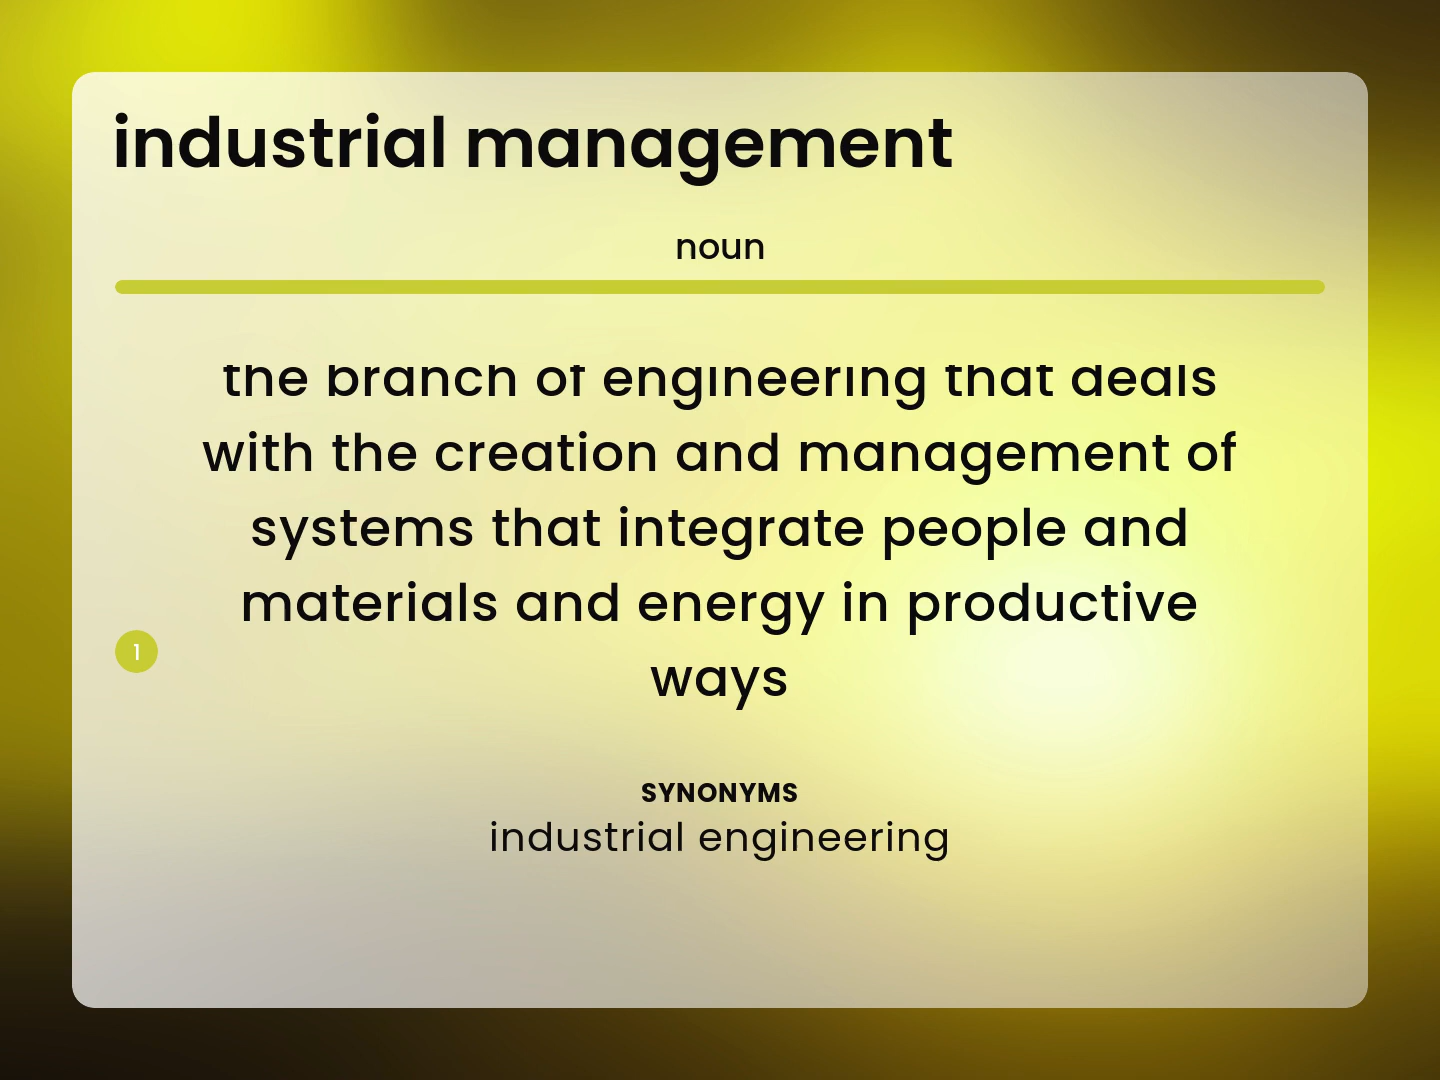 industrial management
noun
the branch of engineering that deals
with the creation and management of
systems that integrate people and
materials and energy in productive
ways
1
SYNONYMS
industrial engineering